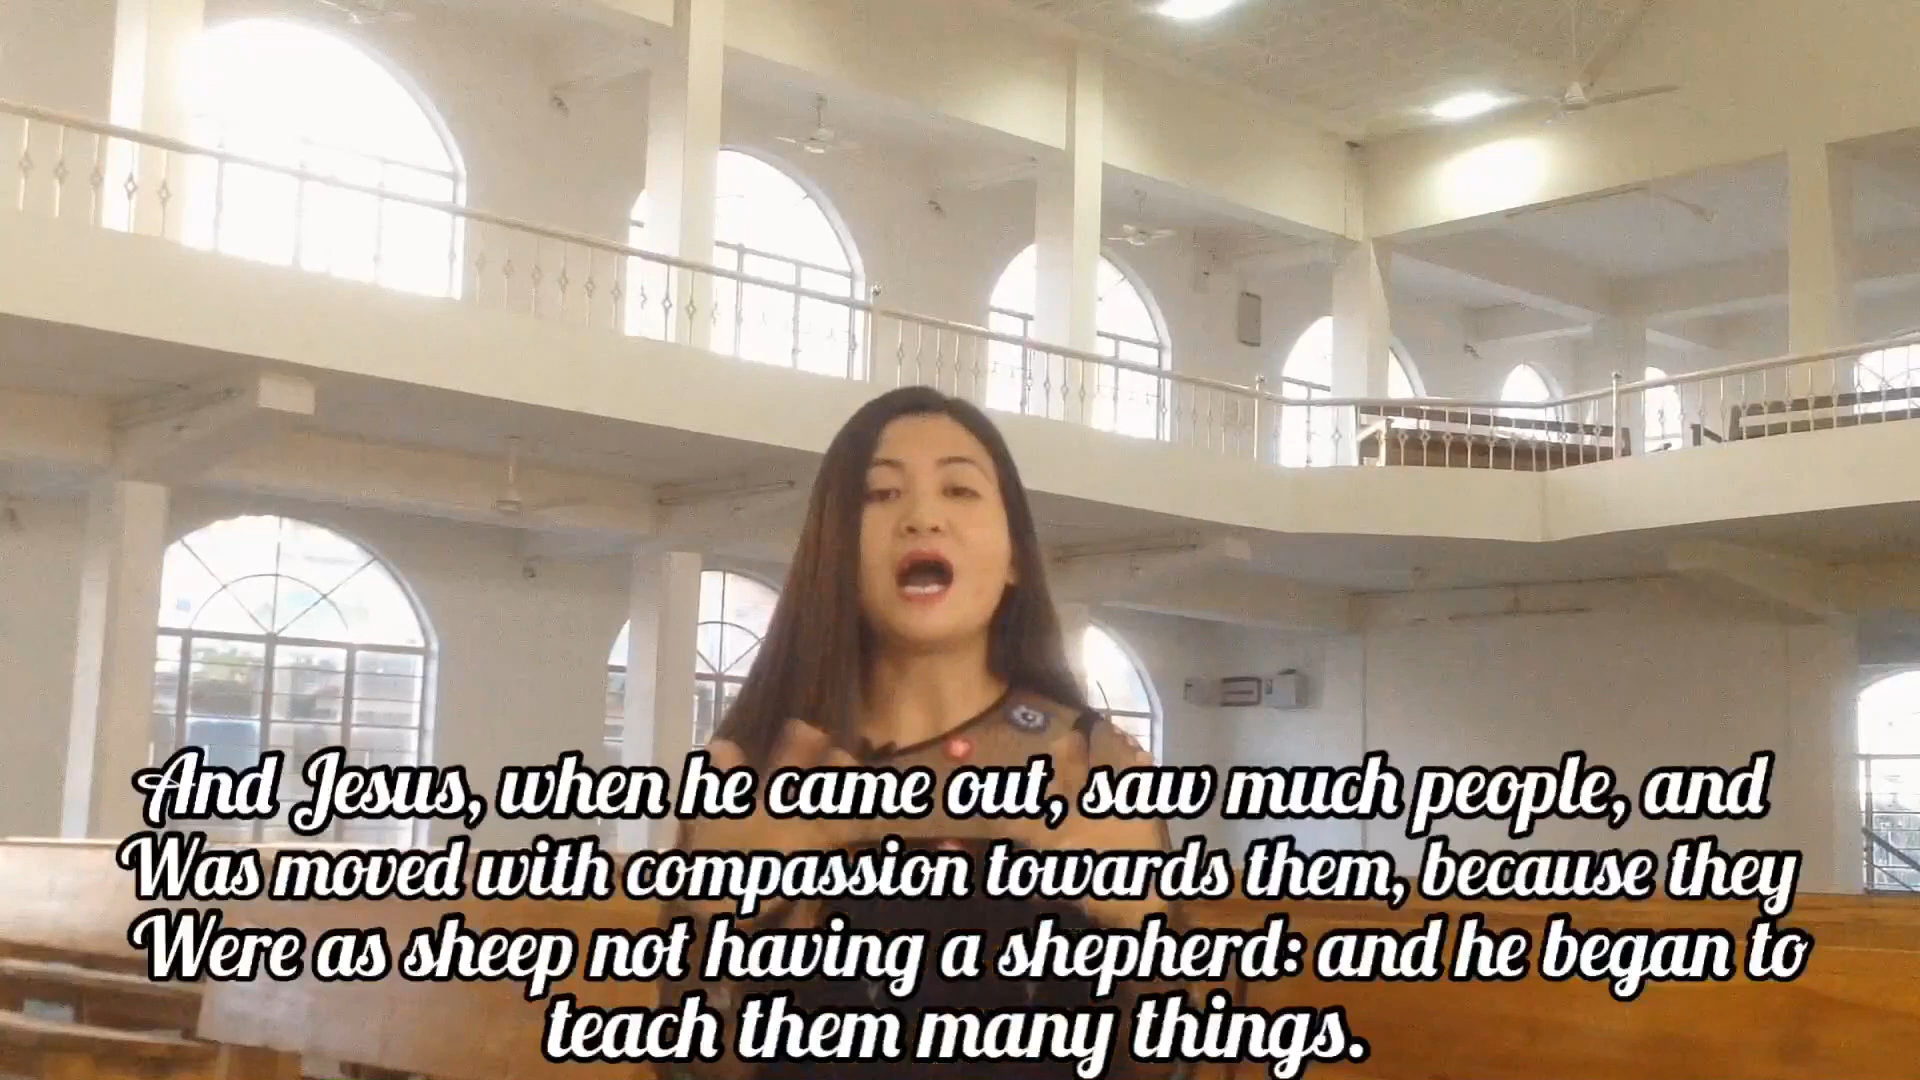 And Jesus, when he came out, saw much people, and
Was moved with compassion towards them, because they
Were as sheep not having a shepherd: and he began to
teach them many things.